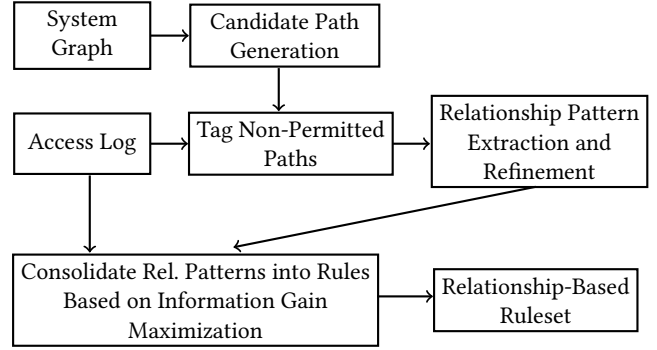 System
Graph
Candidate Path
Generation
Access Log
Tag Non-Permitted
Paths
Relationship Pattern
Extraction and
Refinement
Consolidate Rel. Patterns into Rules
Based on Information Gain
Maximization
Relationship-Based
Ruleset